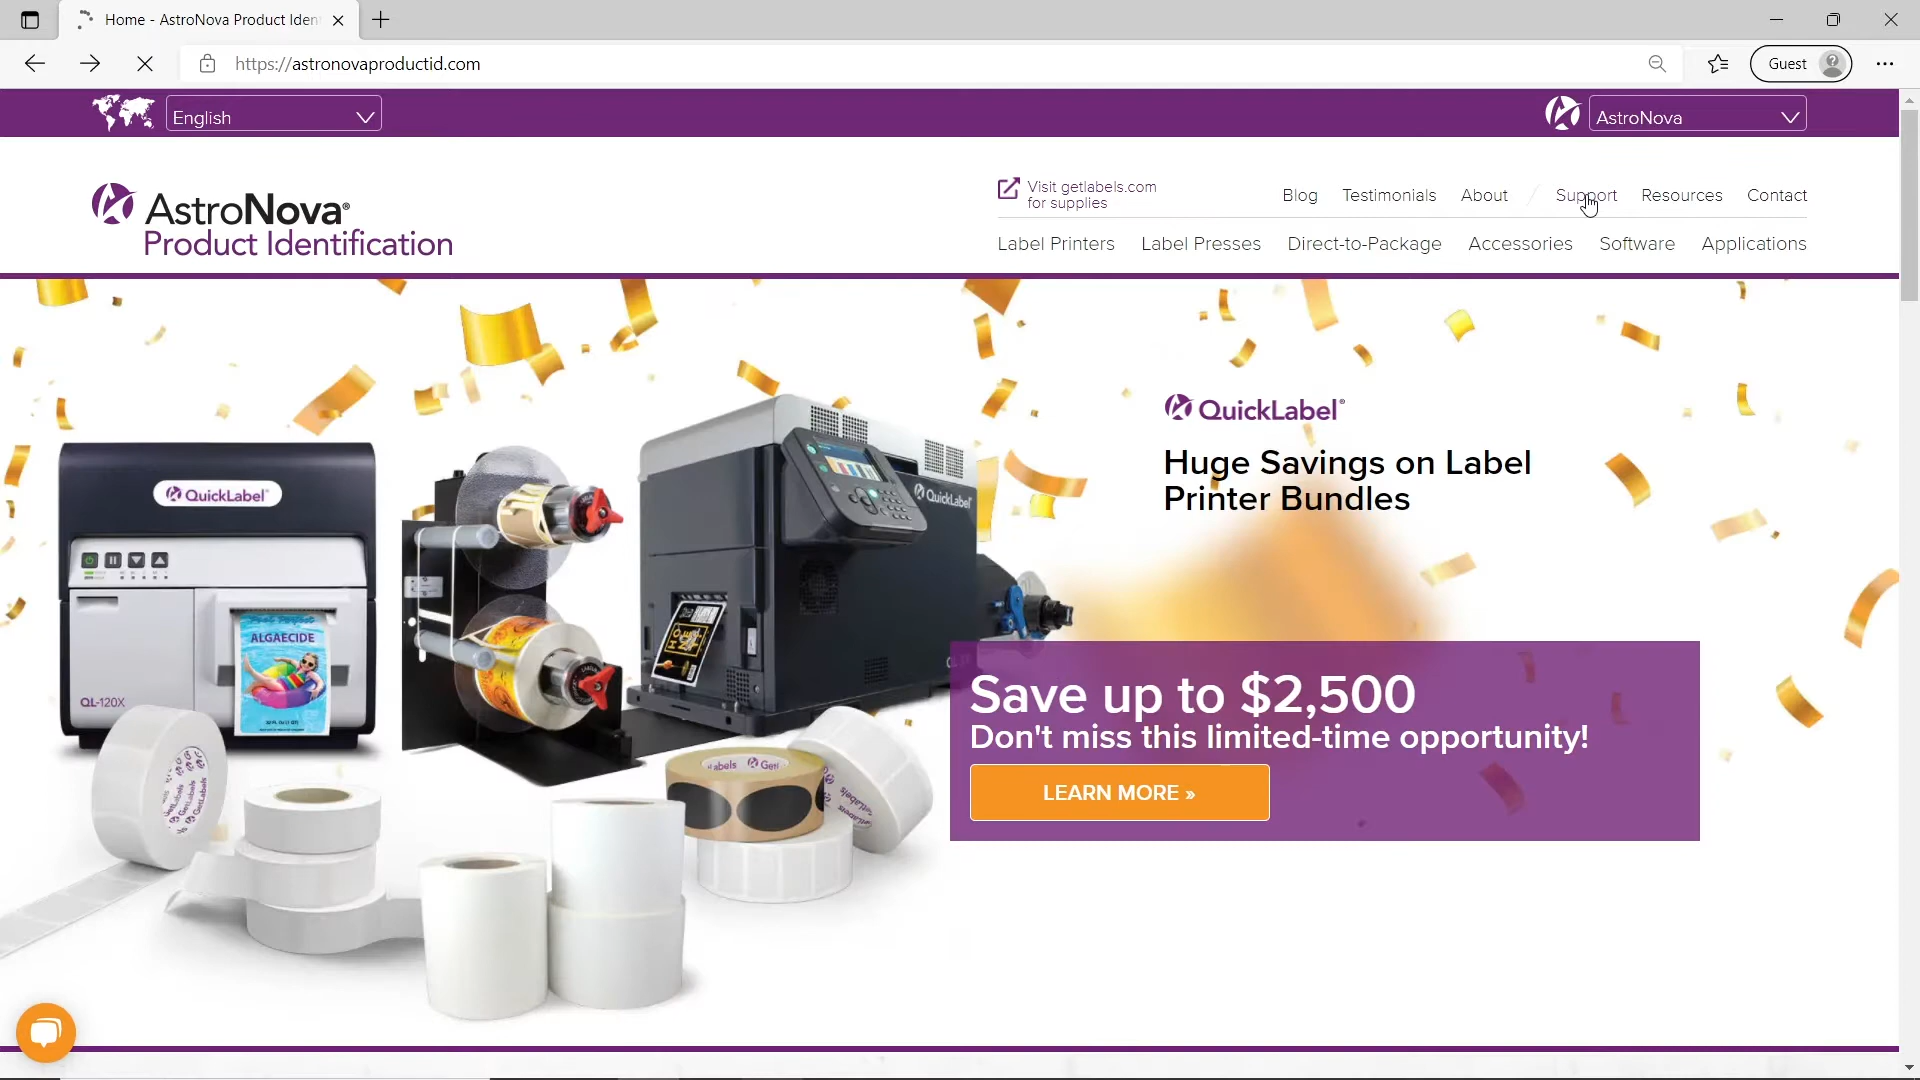 Home - AstroNova Product Iden
https://astronovaproductid.com
Guest
English
AstroNova
AstroNova®
Product Identification
Visit getlabels.com
for supplies
Blog Testimonials About Support Resources Contact
Label Printers Label Presses Direct-to-Package Accessories Software Applications
QuickLabel®
Huge Savings on Label
Printer Bundles
QuickLabel®
QuickLabel®
ALGAECIDE
QL-120X
Save up to $2,500
Don't miss this limited-time opportunity!
LEARN MORE »
GetLabels
abels Getl